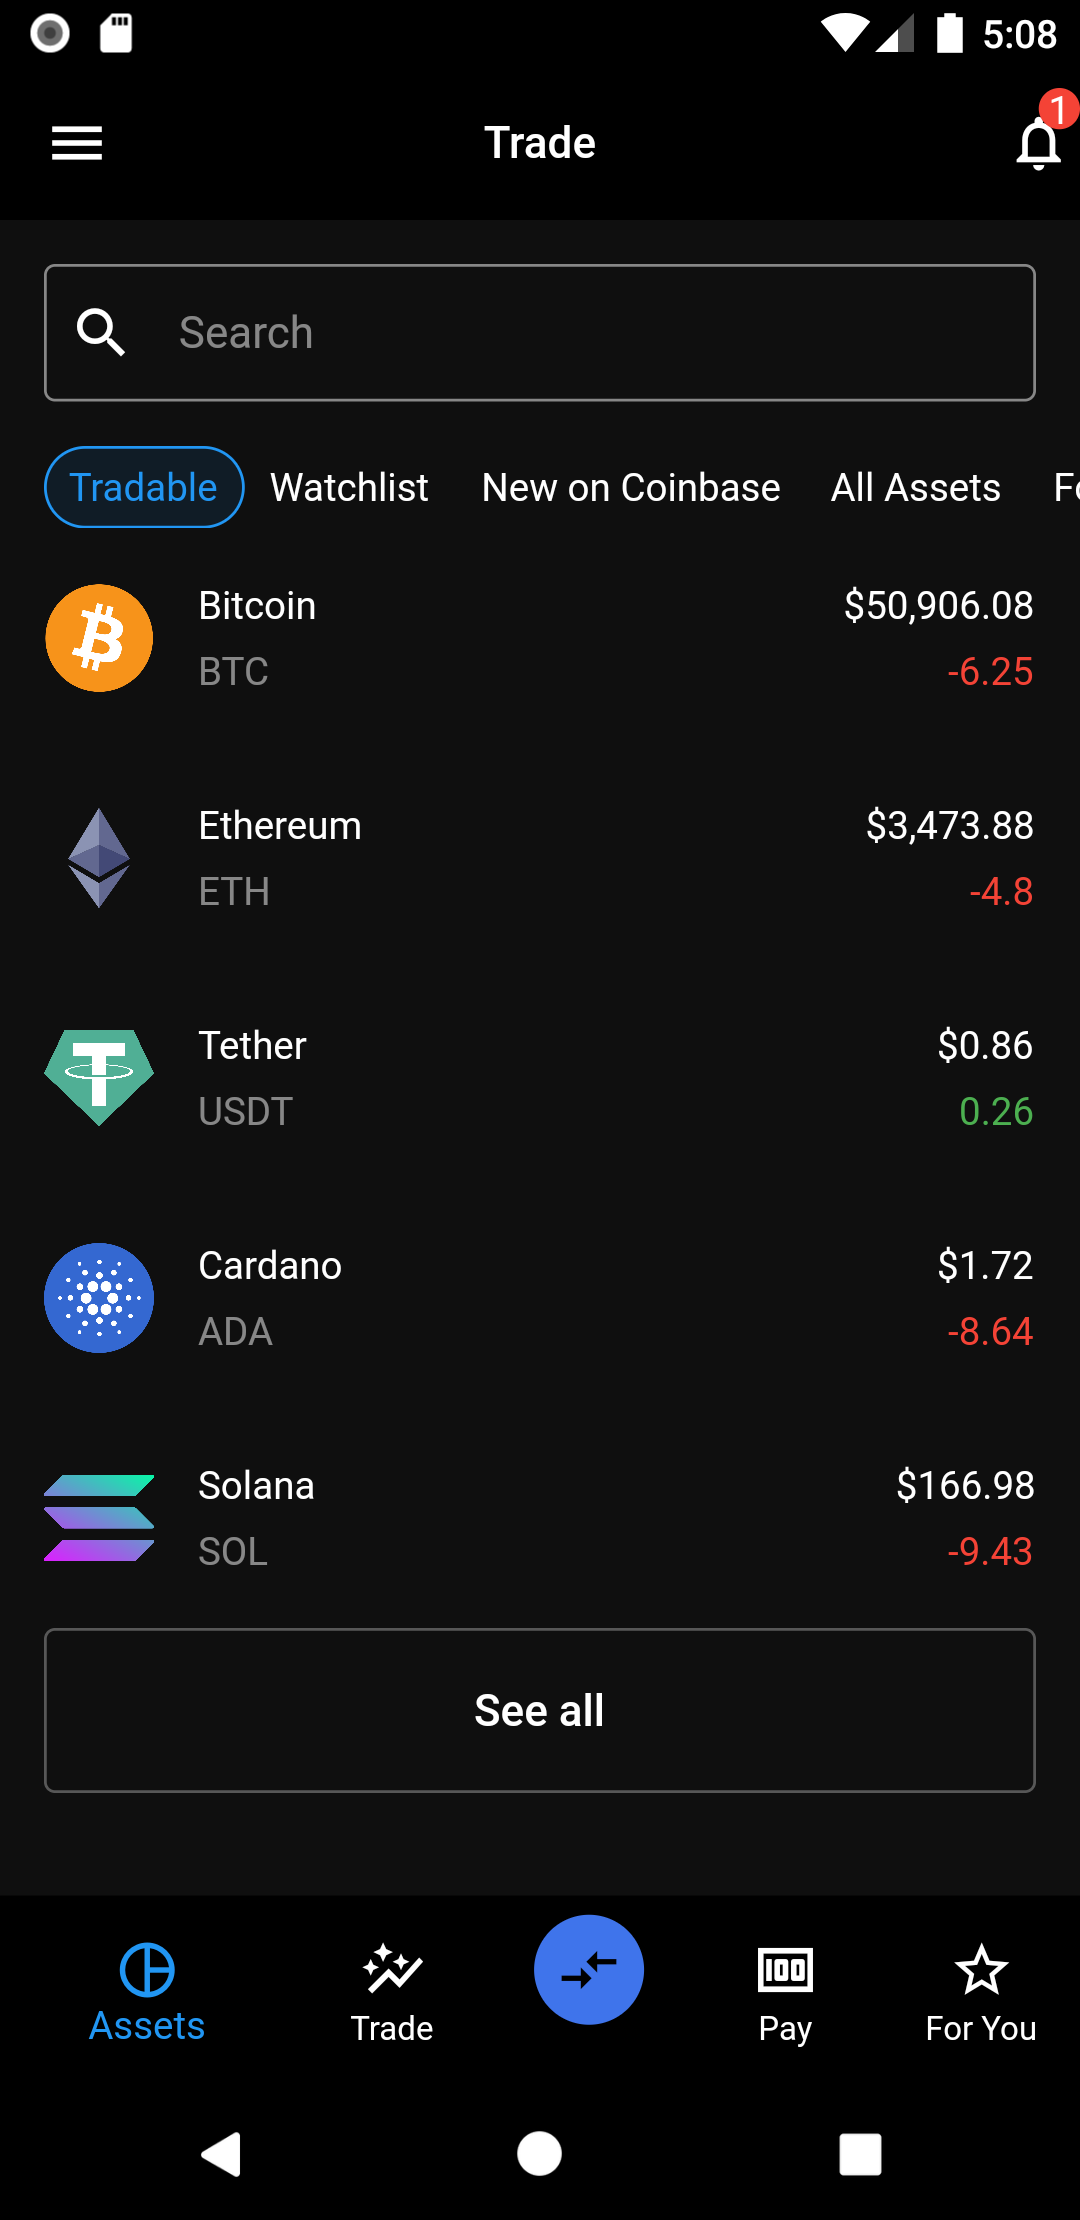 5:08
Trade
1
Search
Tradable Watchlist New on Coinbase All Assets
Bitcoin $50,906.08
BTC -6.25
Ethereum $3,473.88
ETH -4.8
Tether $0.86
USDT 0.26
Cardano $1.72
ADA -8.64
Solana $166.98
SOL -9.43
See all
Assets Trade Pay For You